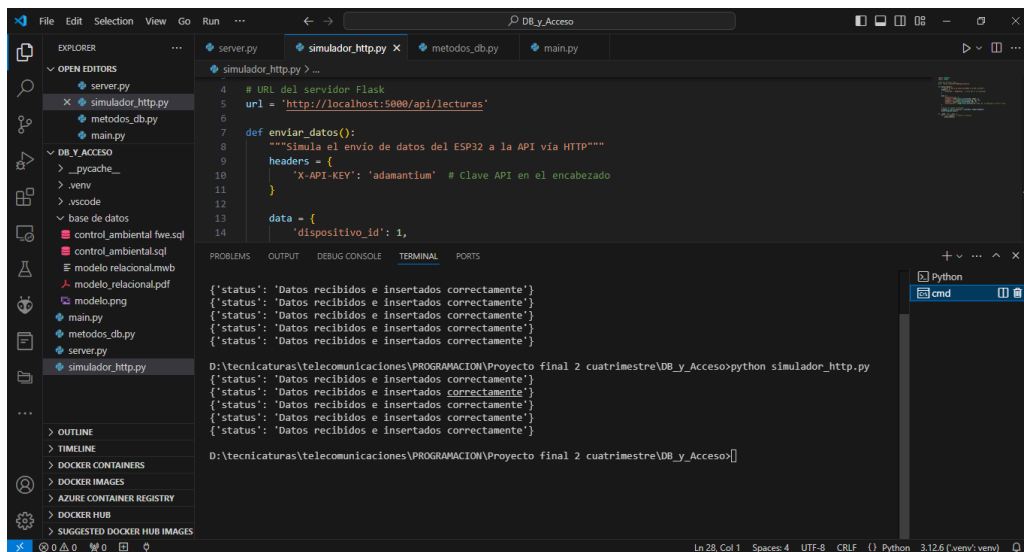 File Edit Selection View Go Run ··· ← → DB_y_Acceso
EXPLORER ···
OPEN EDITORS
server.py
× simulador_http.py
metodos_db.py
main.py
DB_Y_ACCESO
> __pycache__
> .venv
> .vscode
base de datos
control_ambiental fwe.sql
control_ambiental.sql
modelo relacional.mwb
modelo_relacional.pdf
modelo.png
main.py
metodos_db.py
server.py
simulador_http.py
> OUTLINE
> TIMELINE
> DOCKER CONTAINERS
> DOCKER IMAGES
> AZURE CONTAINER REGISTRY
> DOCKER HUB
> SUGGESTED DOCKER HUB IMAGES
server.py simulador_http.py × metodos_db.py main.py
simulador_http.py > ...
4 # URL del servidor Flask
5 url = 'http://localhost:5000/api/lecturas'
6
7 def enviar_datos():
8 """Simula el envío de datos del ESP32 a la API vía HTTP"""
9 headers = {
10 'X-API-KEY': 'adamantium' # Clave API en el encabezado
11 }
12
13 data = {
14 'dispositivo_id': 1,
PROBLEMS OUTPUT DEBUG CONSOLE TERMINAL PORTS
{'status': 'Datos recibidos e insertados correctamente'}
{'status': 'Datos recibidos e insertados correctamente'}
{'status': 'Datos recibidos e insertados correctamente'}
{'status': 'Datos recibidos e insertados correctamente'}
{'status': 'Datos recibidos e insertados correctamente'}
D:\tecnicaturas\telecomunicaciones\PROGRAMACION\Proyecto final 2 cuatrimestre\DB_y_Acceso>python simulador_http.py
{'status': 'Datos recibidos e insertados correctamente'}
{'status': 'Datos recibidos e insertados correctamente'}
{'status': 'Datos recibidos e insertados correctamente'}
{'status': 'Datos recibidos e insertados correctamente'}
{'status': 'Datos recibidos e insertados correctamente'}
D:\tecnicaturas\telecomunicaciones\PROGRAMACION\Proyecto final 2 cuatrimestre\DB_y_Acceso>
Python
cmd
0 0 0 Ln 28, Col 1 Spaces: 4 UTF-8 CRLF {} Python 3.12.6 ('.venv': venv)